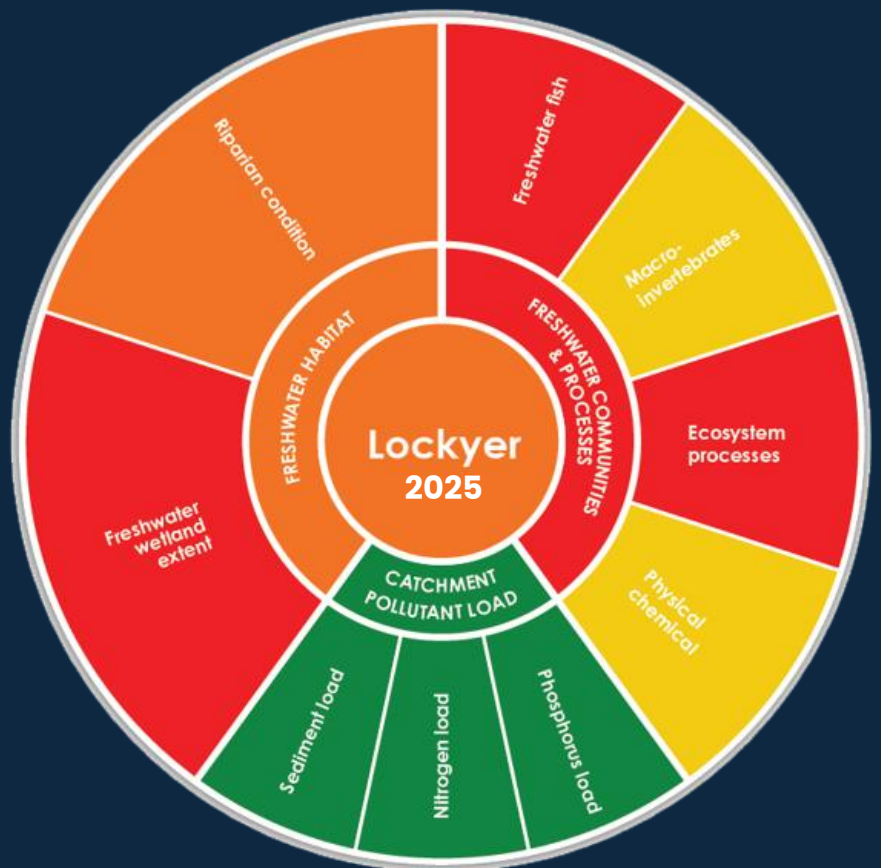 Lockyer
2025
FRESHWATER HABITAT
FRESHWATER COMMUNITIES
& PROCESSES
CATCHMENT
POLLUTANT LOAD
Riparian condition
Freshwater fish
Macro-
invertebrates
Ecosystem
processes
Physical
chemical
Phosphorus load
Nitrogen load
Sediment load
Freshwater
wetland
extent